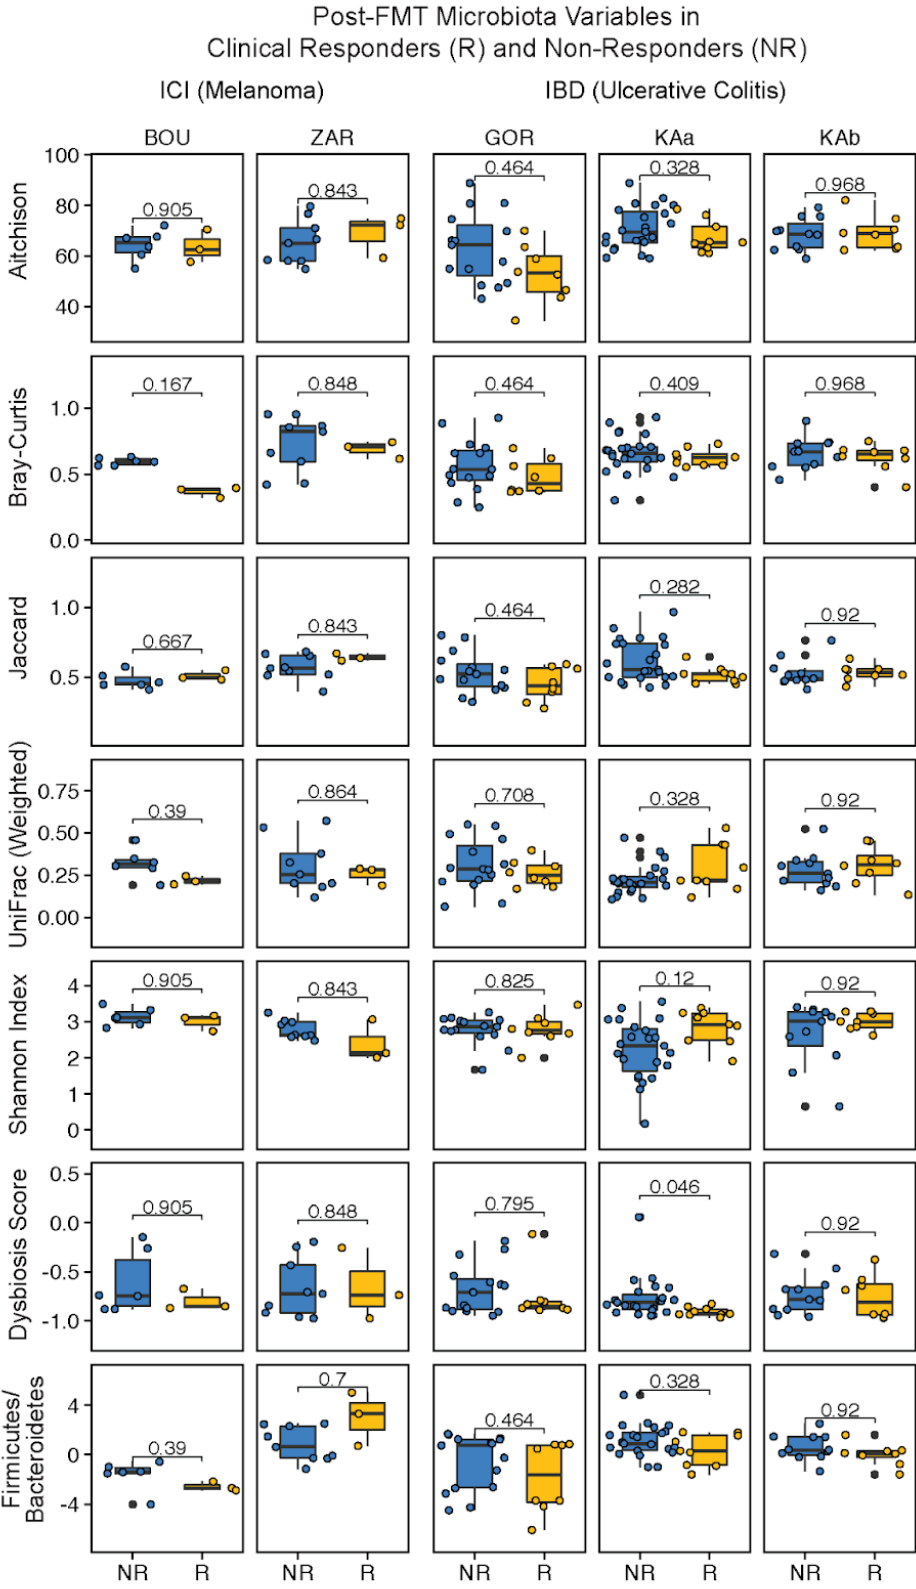 Post-FMT Microbiota Variables in
Clinical Responders (R) and Non-Responders (NR)
ICI (Melanoma) IBD (Ulcerative Colitis)
BOU ZAR GOR KAa KAb
Aitchison
100
80
60
40
0.905 0.843 0.464 0.328 0.968
Bray-Curtis
1.0
0.5
0.0
0.167 0.848 0.464 0.409 0.968
Jaccard
1.0
0.5
0.667 0.843 0.464 0.282 0.92
UniFrac (Weighted)
0.75
0.50
0.25
0.00
0.39 0.864 0.708 0.328 0.92
Shannon Index
4
3
2
1
0
0.905 0.843 0.825 0.12 0.92
Dysbiosis Score
0.5
0.0
-0.5
-1.0
0.905 0.848 0.795 0.046 0.92
Firmicutes/
Bacteroidetes
4
0
-4
0.39 0.7 0.464 0.328 0.92
NR R NR R NR R NR R NR R